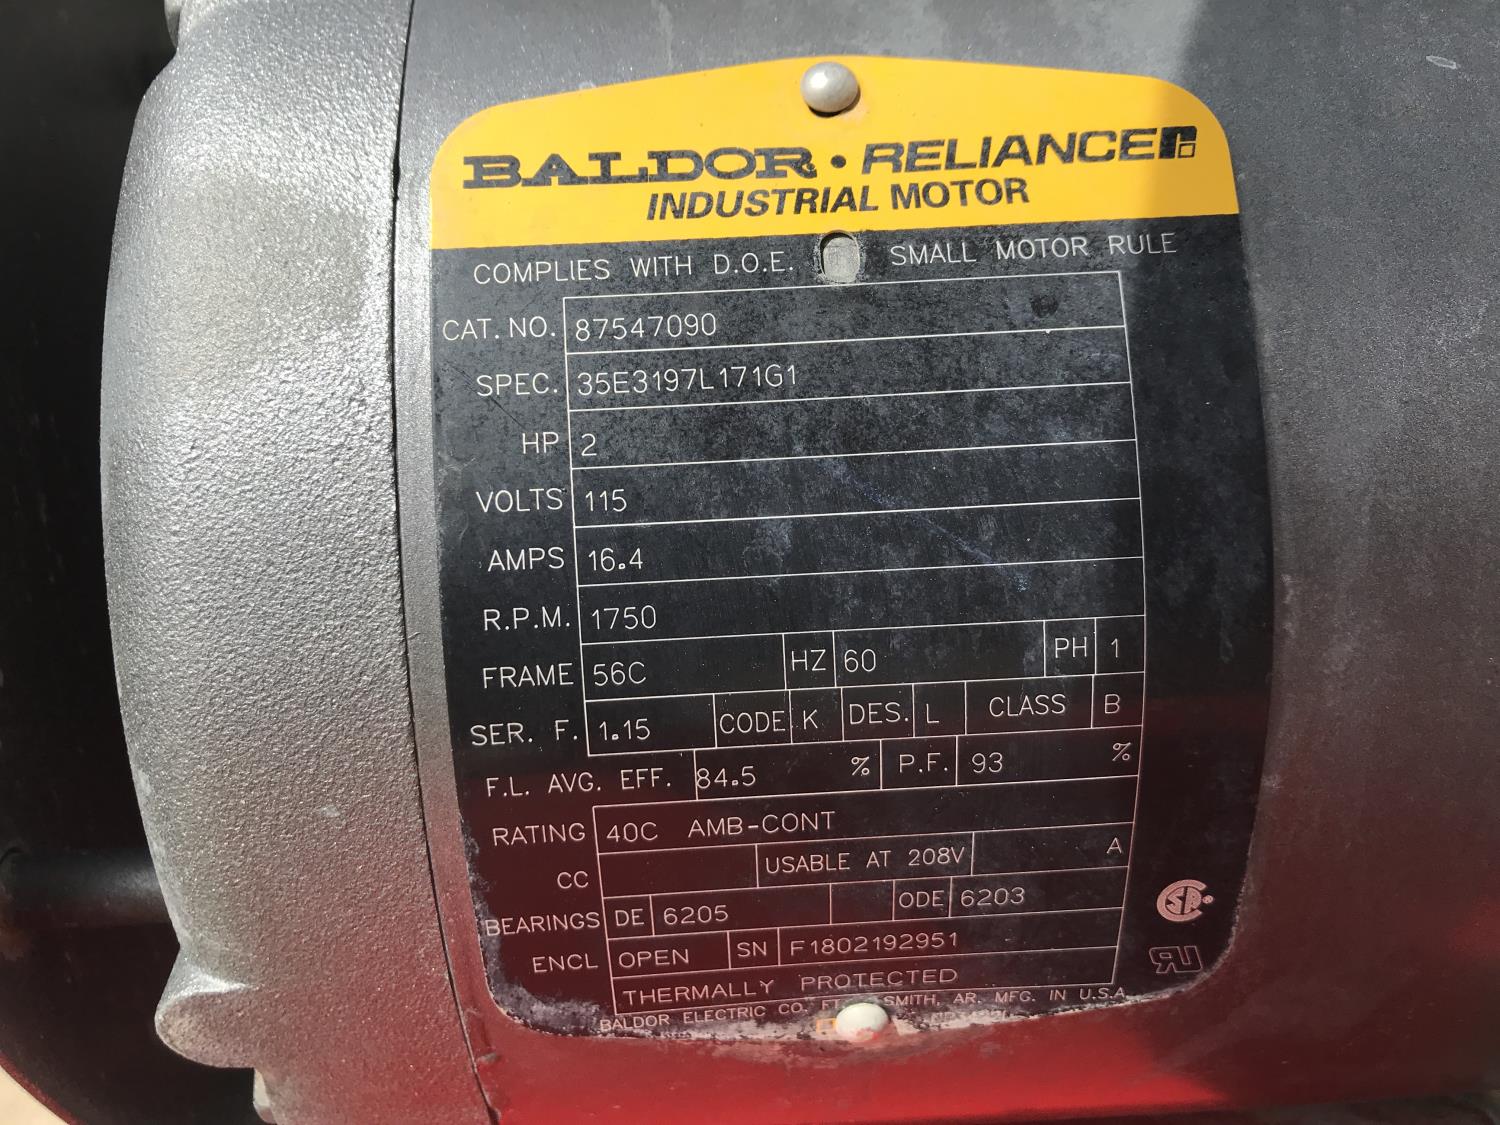 BALDOR • RELIANCE
INDUSTRIAL MOTOR
COMPLIES WITH D.O.E. SMALL MOTOR RULE
CAT. NO. 87547090
SPEC. 35E3197L171G1
HP 2
VOLTS 115
AMPS 16.4
R.P.M. 1750
FRAME 56C HZ 60 PH 1
SER. F. 1.15 CODE K DES. L CLASS B
F.L. AVG. EFF. 84.5 % P.F. 93 %
RATING 40C AMB-CONT
CC USABLE AT 208V A
BEARINGS DE 6205 ODE 6203
ENCL OPEN SN F1802192951
THERMALLY PROTECTED
BALDOR ELECTRIC CO. FT. SMITH, AR. MFG. IN U.S.A.
SA
RU